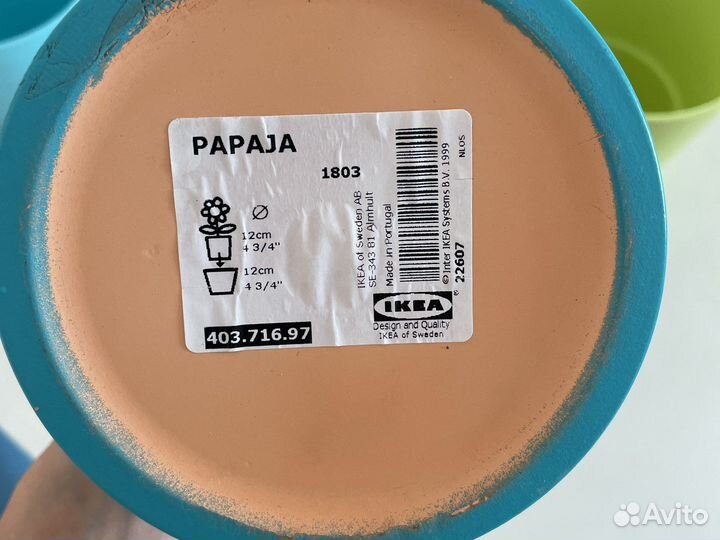 PAPAJA
1803
12cm
4 3/4"
12cm
4 3/4"
403.716.97
IKEA of Sweden AB
SE-343 81 Älmhult
Made in Portugal
© Inter IKEA Systems B.V. 1999
22607
NLOS
IKEA
®
Design and Quality
IKEA of Sweden
Avito